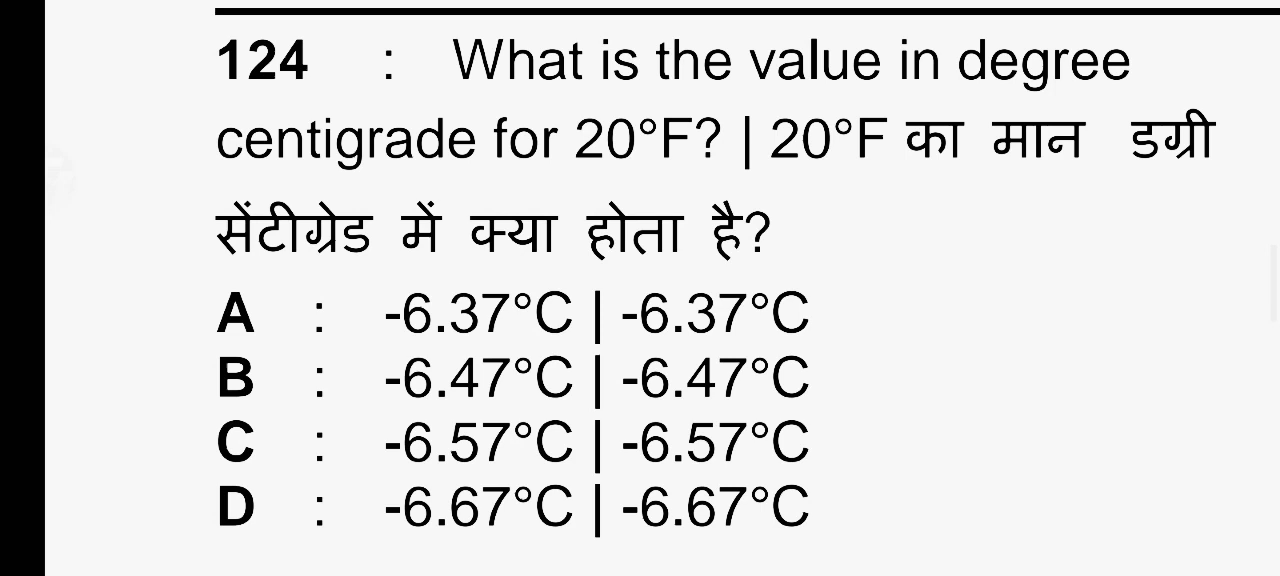 124 : What is the value in degree
centigrade for 20°F? | 20°F का मान डग्री
सेंटीग्रेड में क्या होता है?
A : -6.37°C | -6.37°C
B : -6.47°C | -6.47°C
C : -6.57°C | -6.57°C
D : -6.67°C | -6.67°C